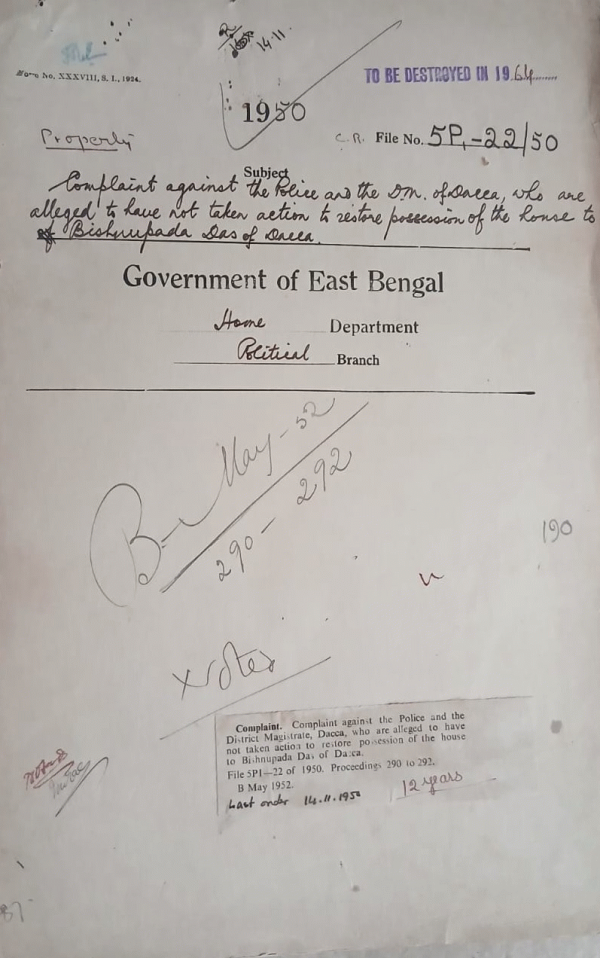 14.11.
Form No. XXXVIII, S. I., 1924.
TO BE DESTROYED IN 1964
1950
Property
C.R. File No. 5P1-22/50
Subject
Complaint against the Police and the D.M. of Dacca, who are
alleged to have not taken action to restore possession of the house to
Bishnupada Das of Dacca.
Government of East Bengal
Home Department
Political Branch
B- May-52
290-292
190
Notes
Complaint. Complaint against the Police and the
District Magistrate, Dacca, who are alleged to have
not taken action to restore possession of the house
to Bishnupada Das of Dacca.
File 5P1—22 of 1950. Proceedings 290 to 292.
B May 1952.
Last order 14.11.1950
12 years